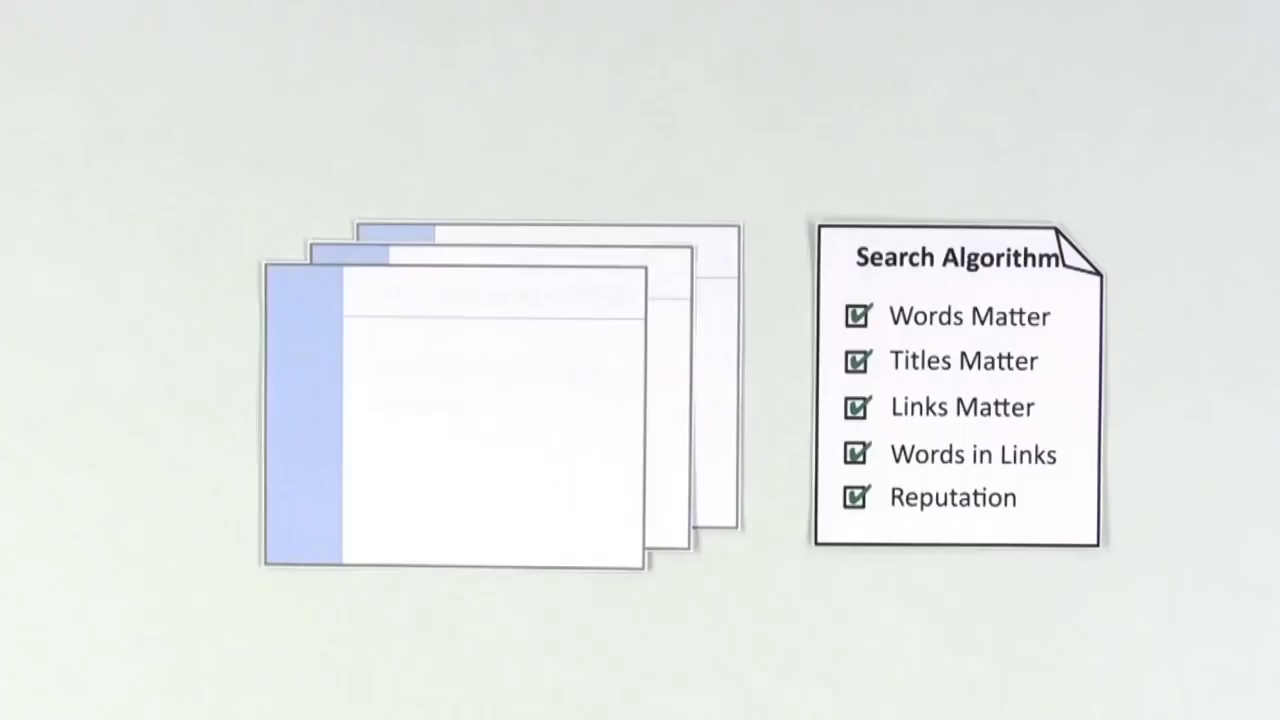 Search Algorithm
Words Matter
Titles Matter
Links Matter
Words in Links
Reputation